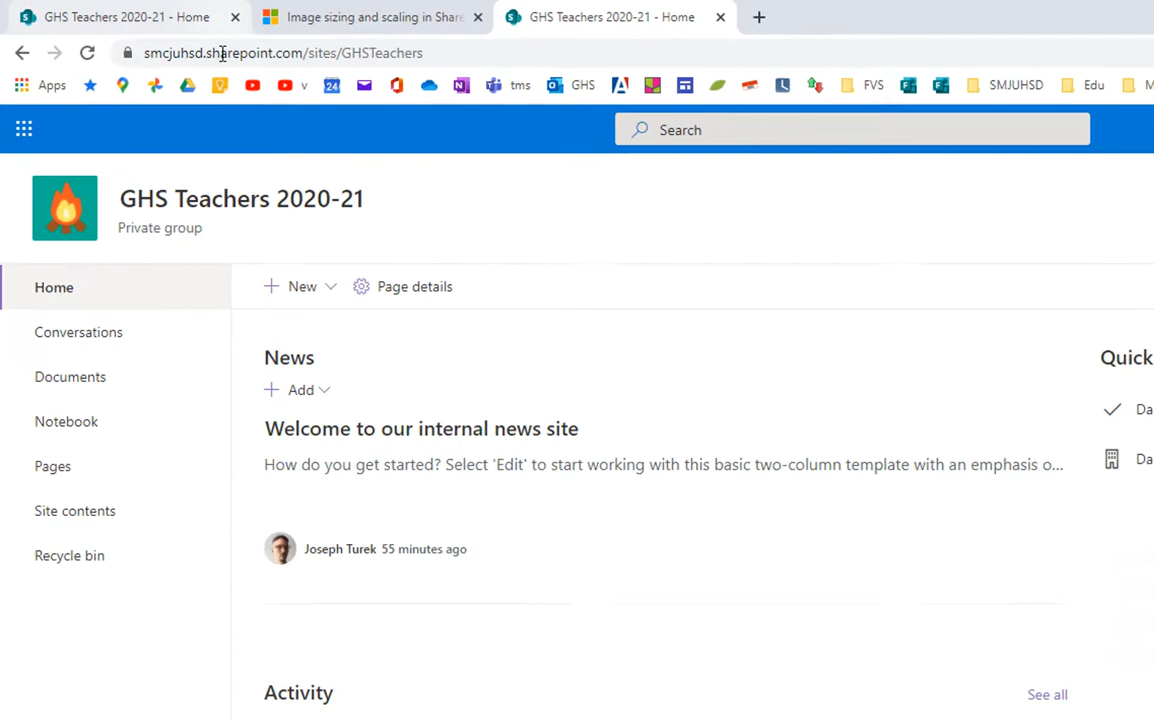 GHS Teachers 2020-21 - Home
Image sizing and scaling in Share
GHS Teachers 2020-21 - Home
smcjuhsd.sharepoint.com/sites/GHSTeachers
Apps v 24 tms GHS FVS SMJUHSD Edu M
Search
GHS Teachers 2020-21
Private group
Home
New Page details
Conversations
News
Quick
Documents
Add
Da
Notebook
Welcome to our internal news site
Pages
How do you get started? Select 'Edit' to start working with this basic two-column template with an emphasis o...
Da
Site contents
Recycle bin
Joseph Turek 55 minutes ago
Activity
See all